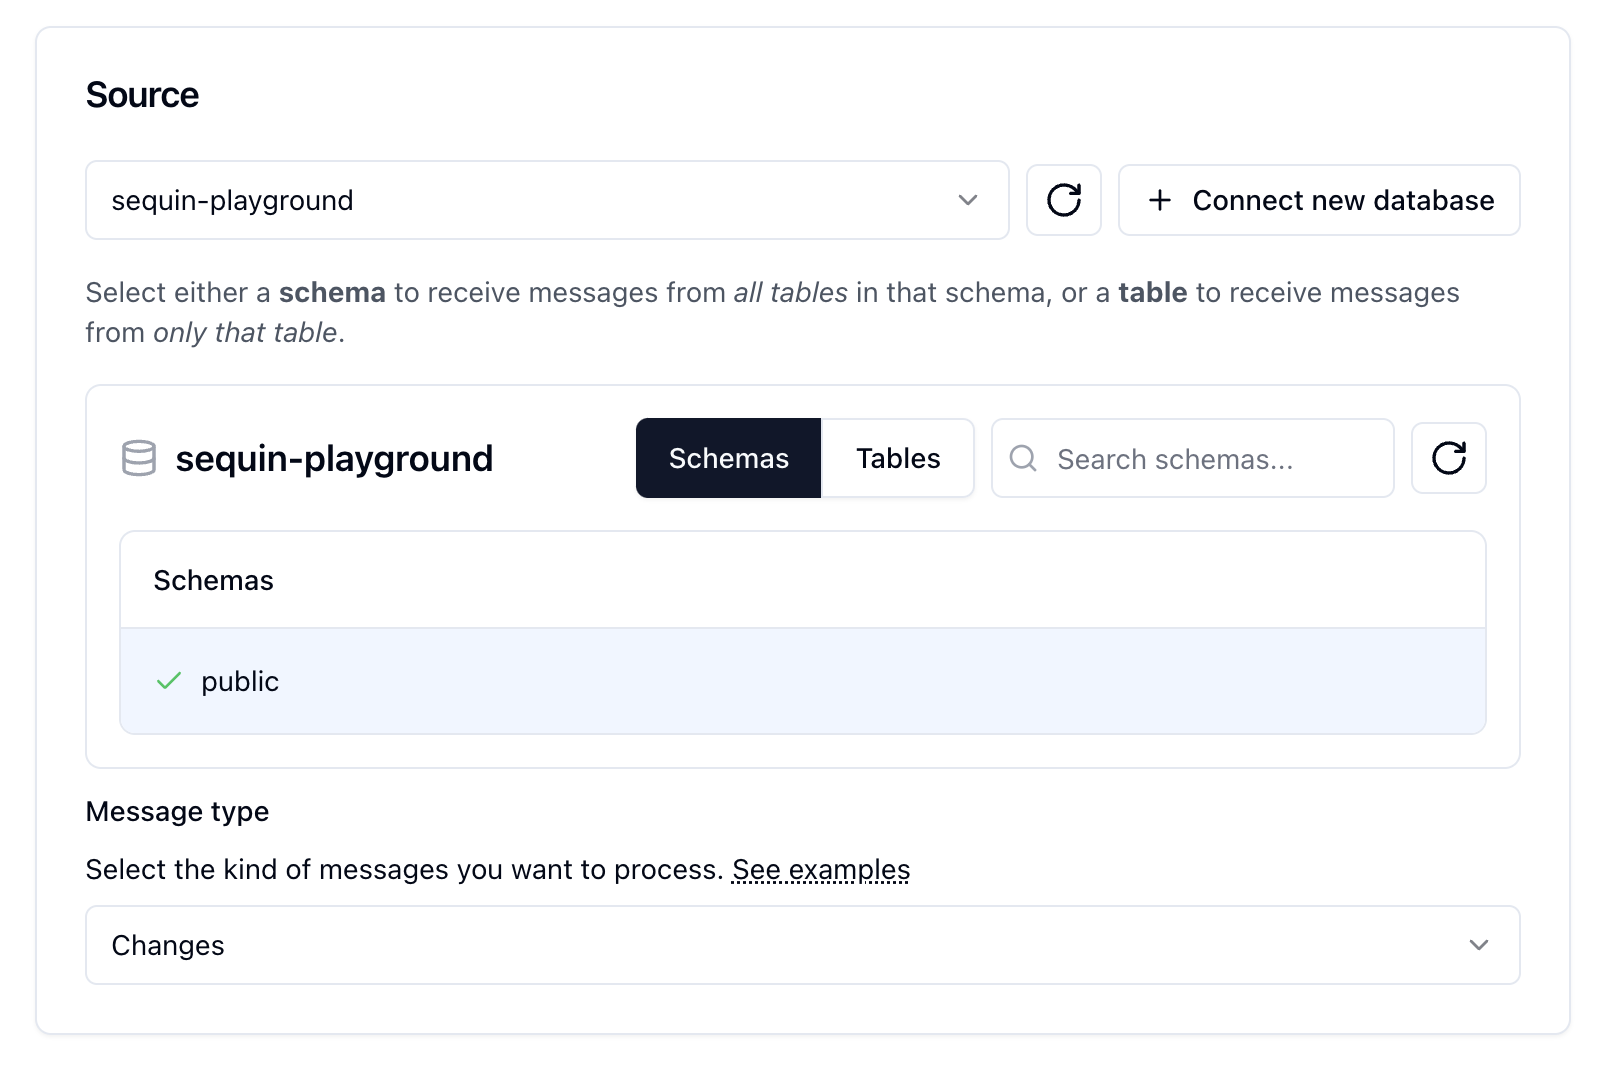 Source
sequin-playground
Connect new database
Select either a schema to receive messages from all tables in that schema, or a table to receive messages
from only that table.
sequin-playground
Schemas
Tables
Search schemas...
Schemas
public
Message type
Select the kind of messages you want to process. See examples
Changes